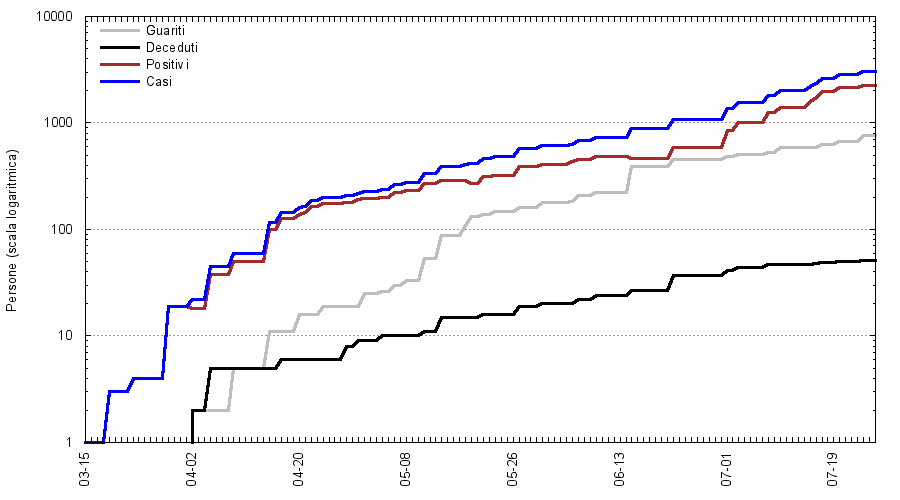 10000
1000
100
10
1
Persone (scala logaritmica)
Guariti
Deceduti
Positivi
Casi
03-15
04-02
04-20
05-08
05-26
06-13
07-01
07-19